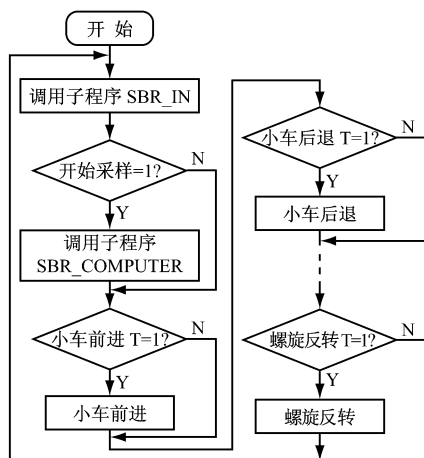 开 始
调用子程序 SBR_IN
开始采样=1?
N
Y
调用子程序
SBR_COMPUTER
小车前进 T=1?
N
Y
小车前进
小车后退 T=1?
N
Y
小车后退
螺旋反转T=1?
N
Y
螺旋反转